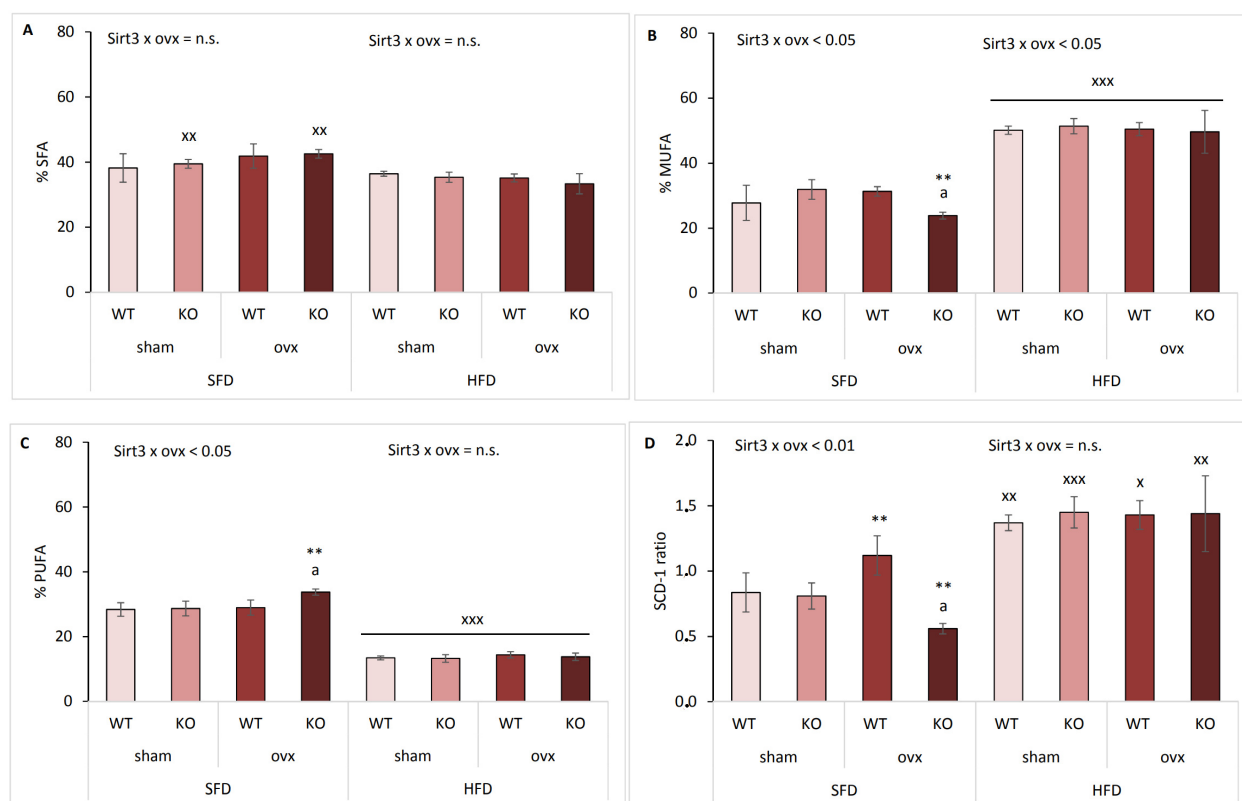 A
Sirt3 x ovx = n.s.
Sirt3 x ovx = n.s.
% SFA
80
60
40
20
0
xx
xx
WT KO WT KO WT KO WT KO
sham ovx sham ovx
SFD HFD
B
Sirt3 x ovx < 0.05
Sirt3 x ovx < 0.05
% MUFA
80
60
40
20
0
**
a
xxx
WT KO WT KO WT KO WT KO
sham ovx sham ovx
SFD HFD
C
Sirt3 x ovx < 0.05
Sirt3 x ovx = n.s.
% PUFA
80
60
40
20
0
**
a
xxx
WT KO WT KO WT KO WT KO
sham ovx sham ovx
SFD HFD
D
Sirt3 x ovx < 0.01
Sirt3 x ovx = n.s.
SCD-1 ratio
2.0
1.5
1.0
0.5
0.0
**
**
a
xx
xxx
x
xx
WT KO WT KO WT KO WT KO
sham ovx sham ovx
SFD HFD